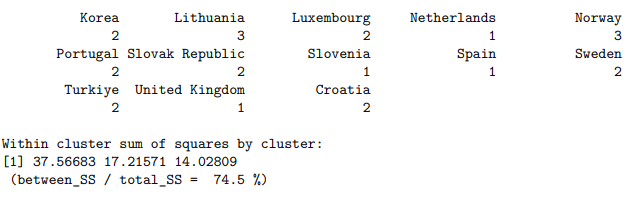 Korea Lithuania Luxembourg Netherlands Norway
2 3 2 1 3
Portugal Slovak Republic Slovenia Spain Sweden
2 2 1 1 2
Turkiye United Kingdom Croatia
2 1 2
Within cluster sum of squares by cluster:
[1] 37.56683 17.21571 14.02809
(between_SS / total_SS = 74.5 %)